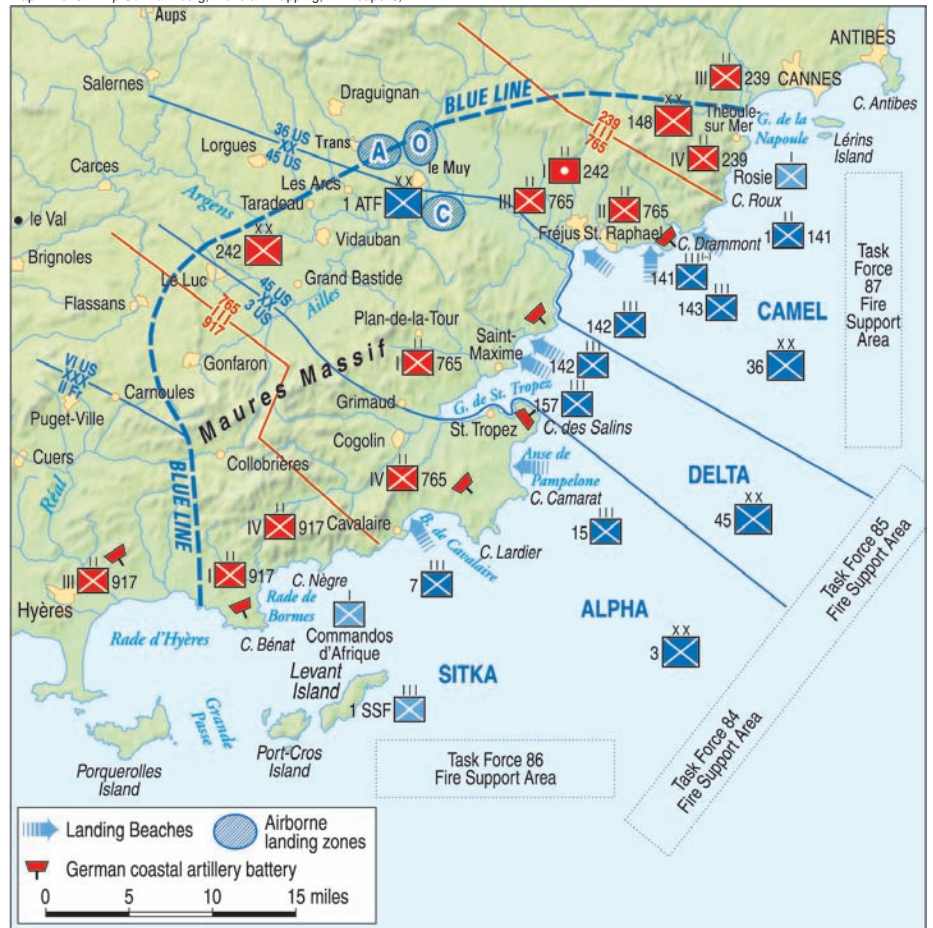 Aups
ANTIBES
Salernes
III 239
CANNES
C. Antibes
Draguignan
BLUE LINE
Théoule-
sur Mer
148
G. de la
Napoule
Lérins
Island
239
III
765
36 US
XX
45 US
Trans
A
O
Lorgues
le Muy
I 242
IV 239
Rosie
Carces
Les Arcs
Argens
Taradeau
1 ATF
C
III 765
II 765
C. Roux
le Val
Vidauban
Fréjus
St. Raphael
C. Drammont
1 141
242
Brignoles
Le Luc
Grand Bastide
45 US
XX
3 US
Ailles
141
143
CAMEL
Task
Force
87
Fire
Support
Area
Flassans
765
III
917
Plan-de-la-Tour
Saint-
Maxime
142
36
Gonfaron
I 765
142
VI US
XXX
II Fr
Carnoules
Maures Massif
Grimaud
G. of St. Tropez
157
Puget-Ville
St. Tropez
C. des Salins
Cogolin
Cuers
Collobrières
BLUE LINE
IV 765
Anse de
Pampelone
DELTA
Réal
C. Camarat
45
IV 917
Cavalaire
B. de Cavalaire
15
C. Lardier
Task Force 85
Fire Support Area
III 917
I 917
C. Nègre
7
Hyères
Rade de
Bormes
ALPHA
Rade d'Hyères
C. Bénat
Commandos
d'Afrique
3
Levant
Island
SITKA
1 SSF
Grande
Passe
Task Force 84
Fire Support Area
Port-Cros
Island
Task Force 86
Fire Support Area
Porquerolles
Island
Landing Beaches
Airborne
landing zones
German coastal artillery battery
0 5 10 15 miles